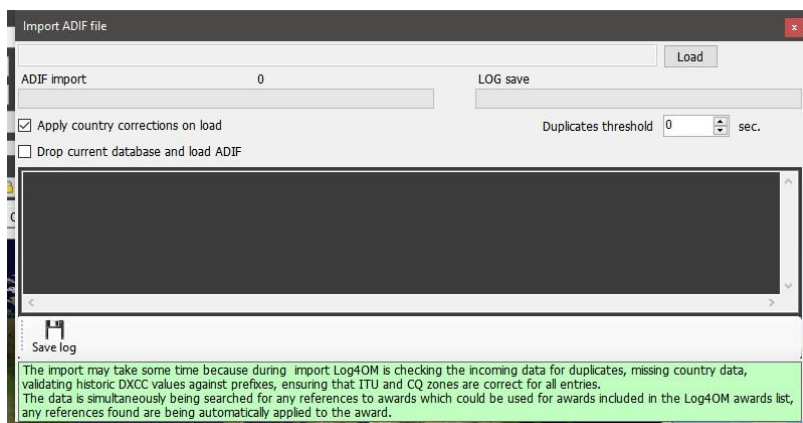 Import ADIF file
x
Load
ADIF import 0 LOG save
Apply country corrections on load Duplicates threshold 0 sec.
Drop current database and load ADIF
Save log
The import may take some time because during import Log4OM is checking the incoming data for duplicates, missing country data,
validating historic DXCC values against prefixes, ensuring that ITU and CQ zones are correct for all entries.
The data is simultaneously being searched for any references to awards which could be used for awards included in the Log4OM awards list,
any references found are being automatically applied to the award.